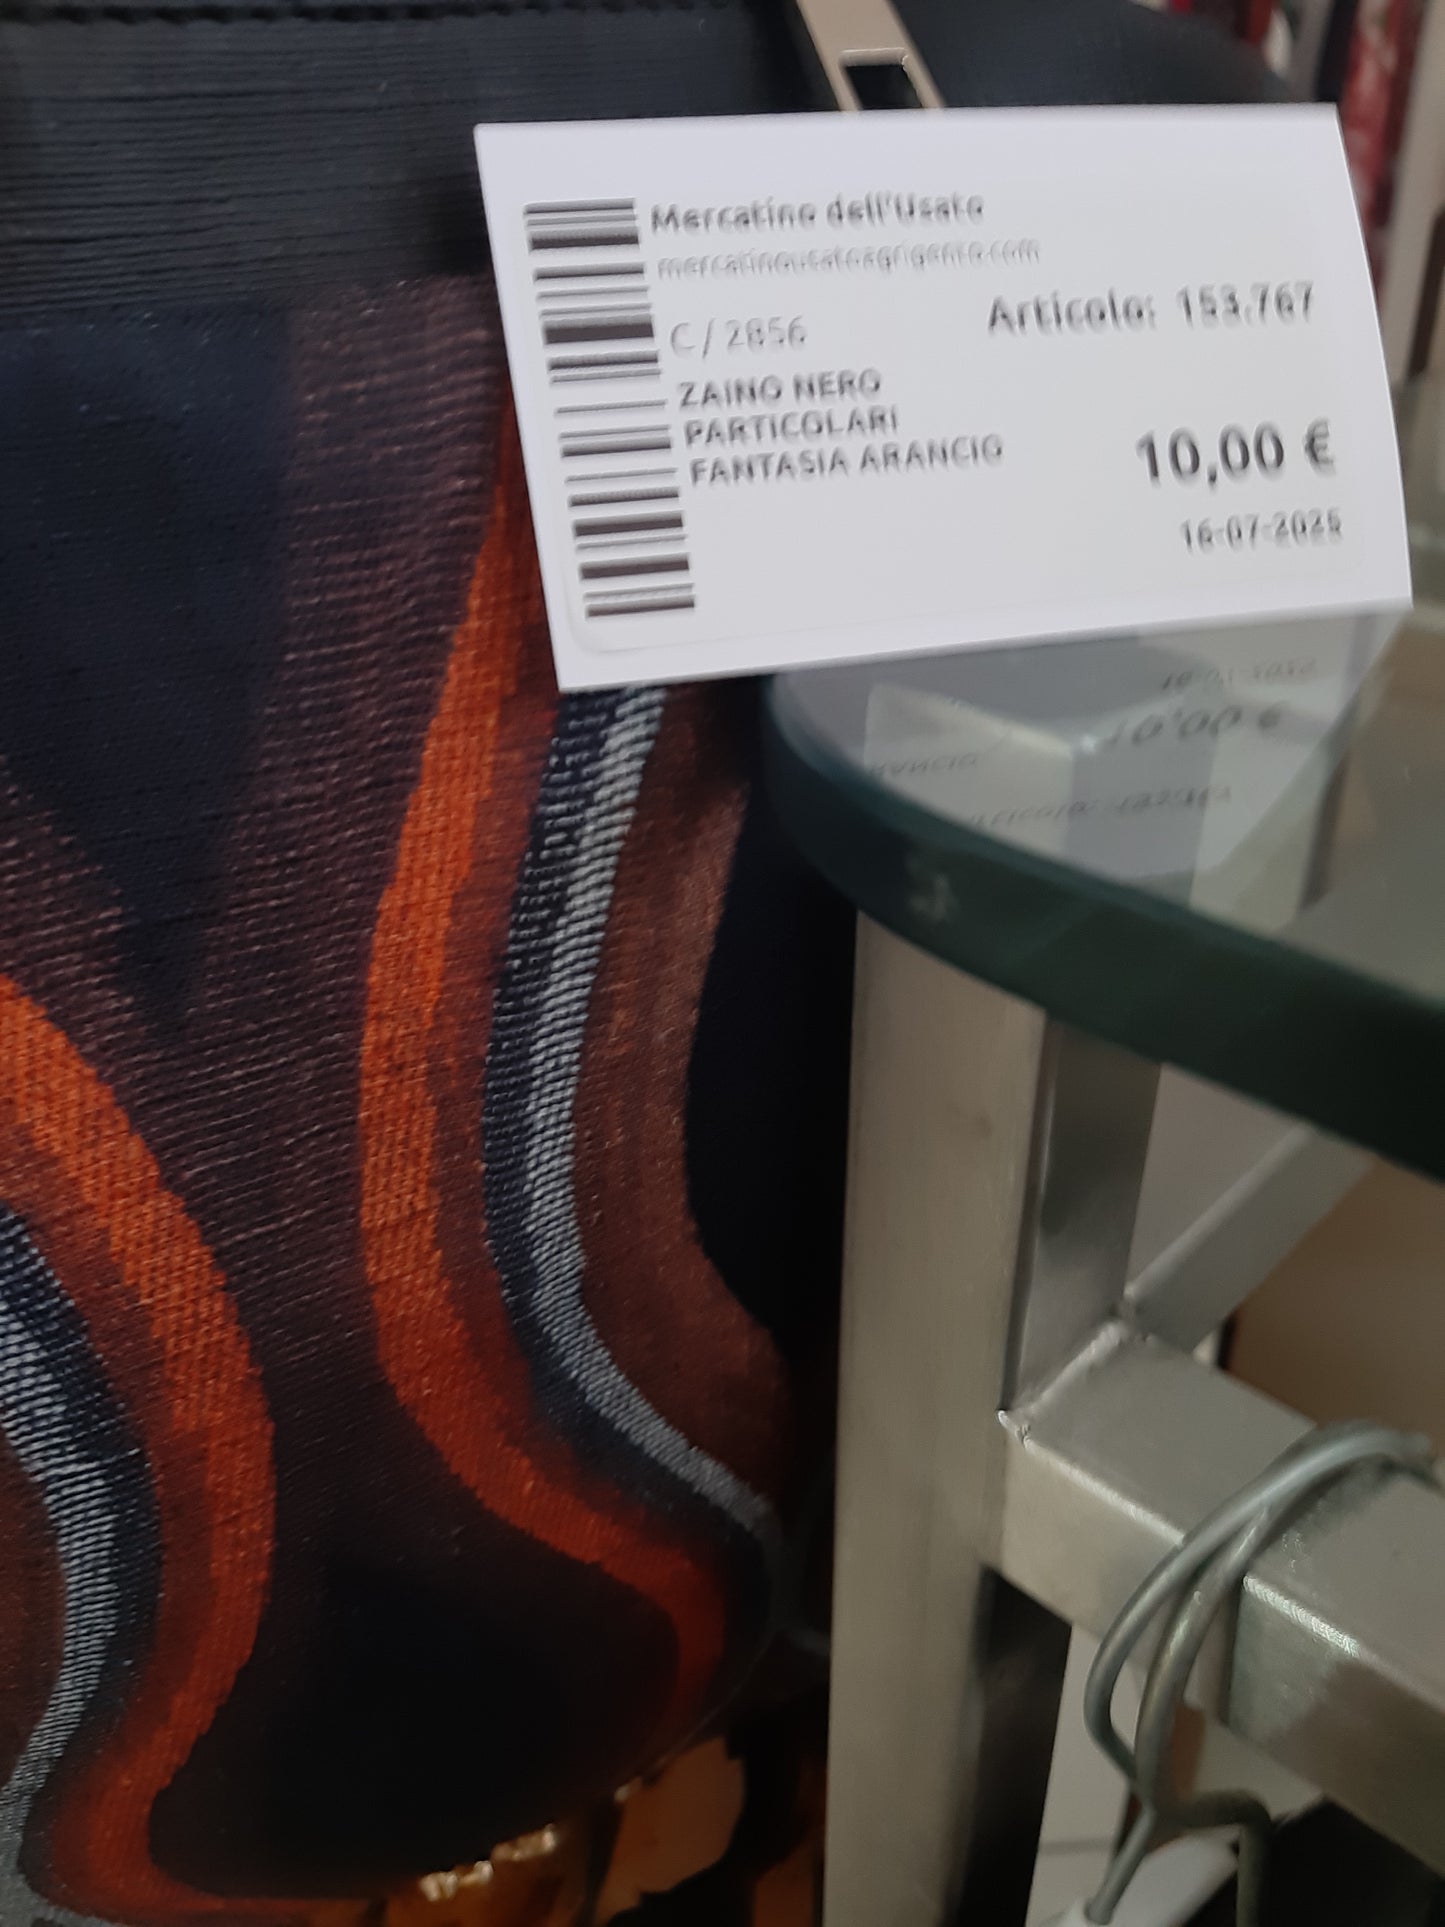 Mercatino dell'Usato
mercatinousatoagrigento.com
C/2856
Articolo: 153.767
ZAINO NERO
PARTICOLARI
FANTASIA ARANCIO
10,00 €
16-07-2025